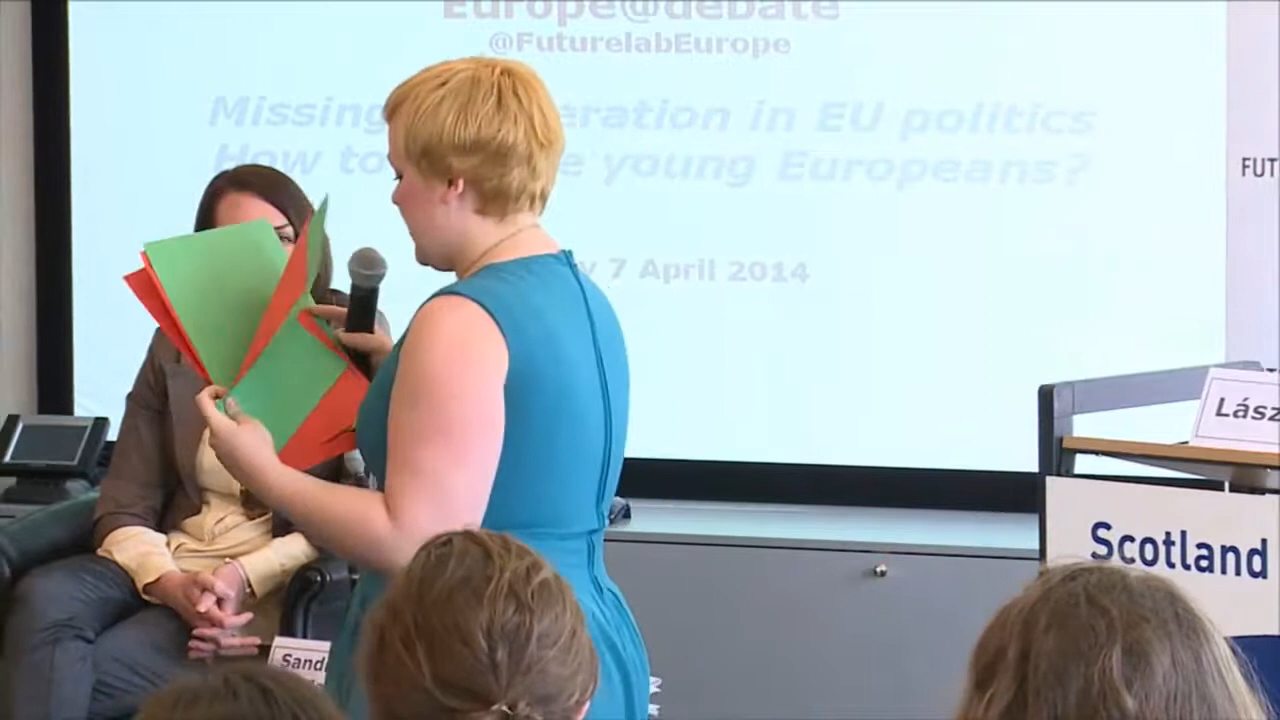 Europe@debate
@FuturelabEurope
Missing eration in EU politics
How to e young Europeans?
y 7 April 2014
FUT
Lász
Scotland
Sand